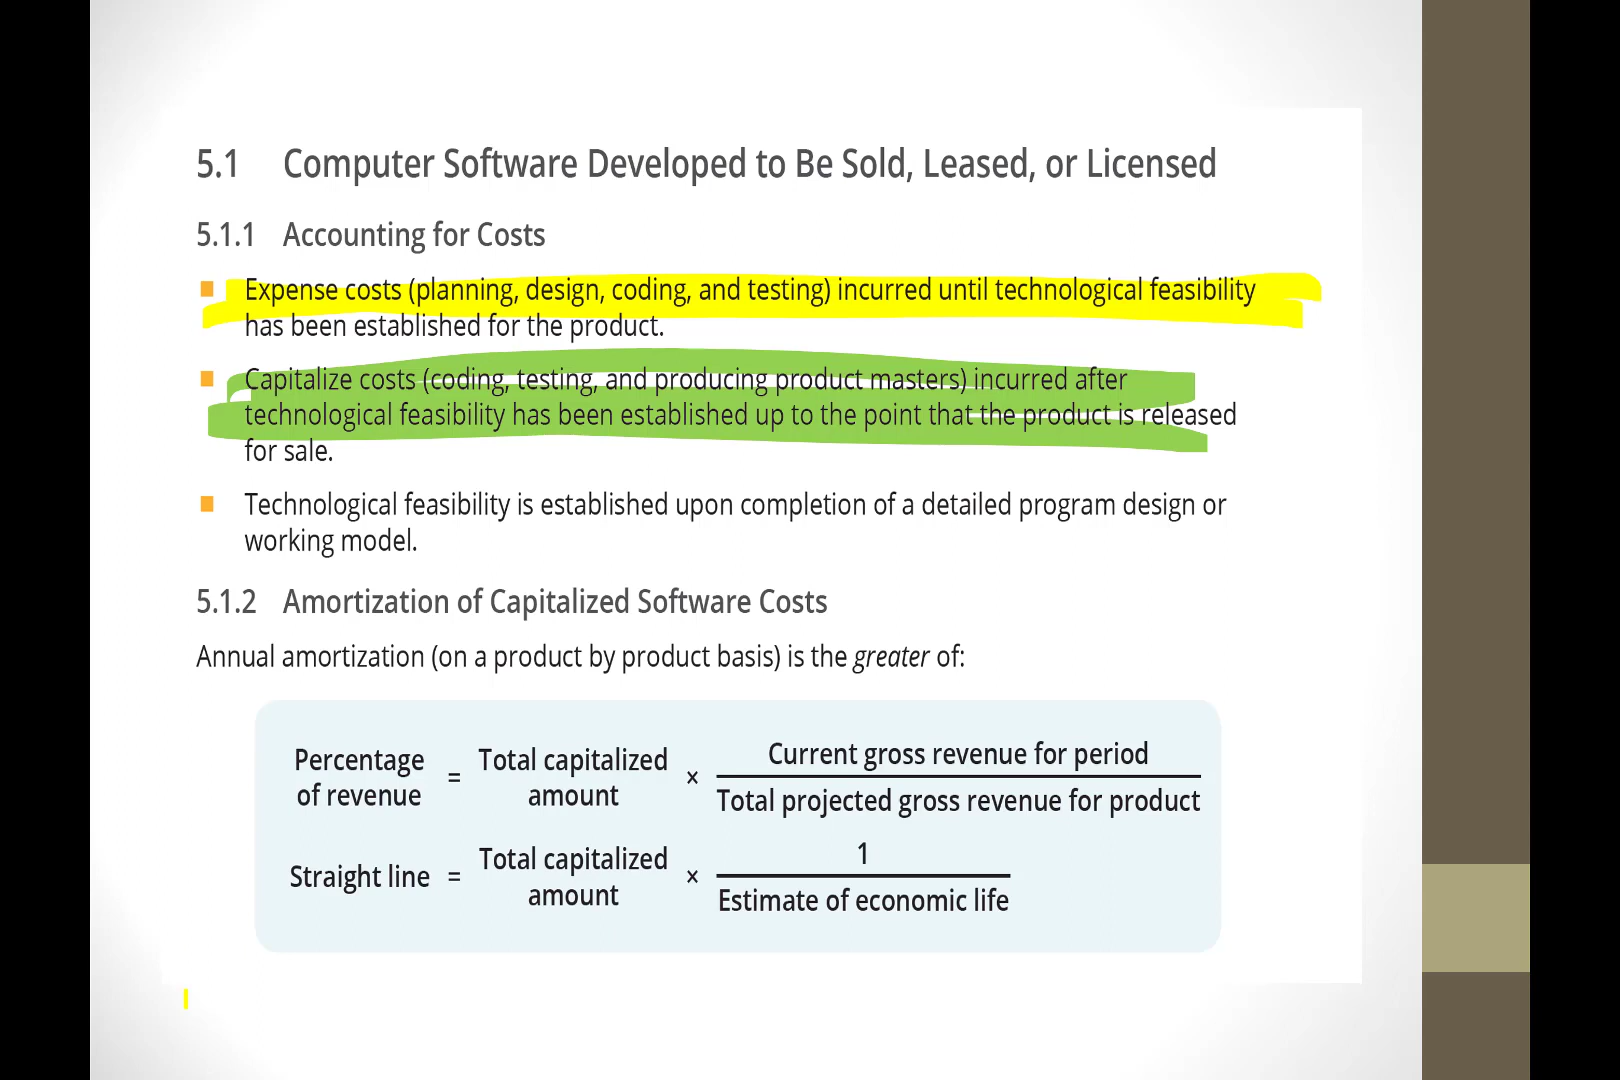 5.1 Computer Software Developed to Be Sold, Leased, or Licensed
5.1.1 Accounting for Costs
Expense costs (planning, design, coding, and testing) incurred until technological feasibility
has been established for the product.
Capitalize costs (coding, testing, and producing product masters) incurred after
technological feasibility has been established up to the point that the product is released
for sale.
Technological feasibility is established upon completion of a detailed program design or
working model.
5.1.2 Amortization of Capitalized Software Costs
Annual amortization (on a product by product basis) is the greater of:
Percentage of revenue = Total capitalized amount × Current gross revenue for period / Total projected gross revenue for product
Straight line = Total capitalized amount × 1 / Estimate of economic life